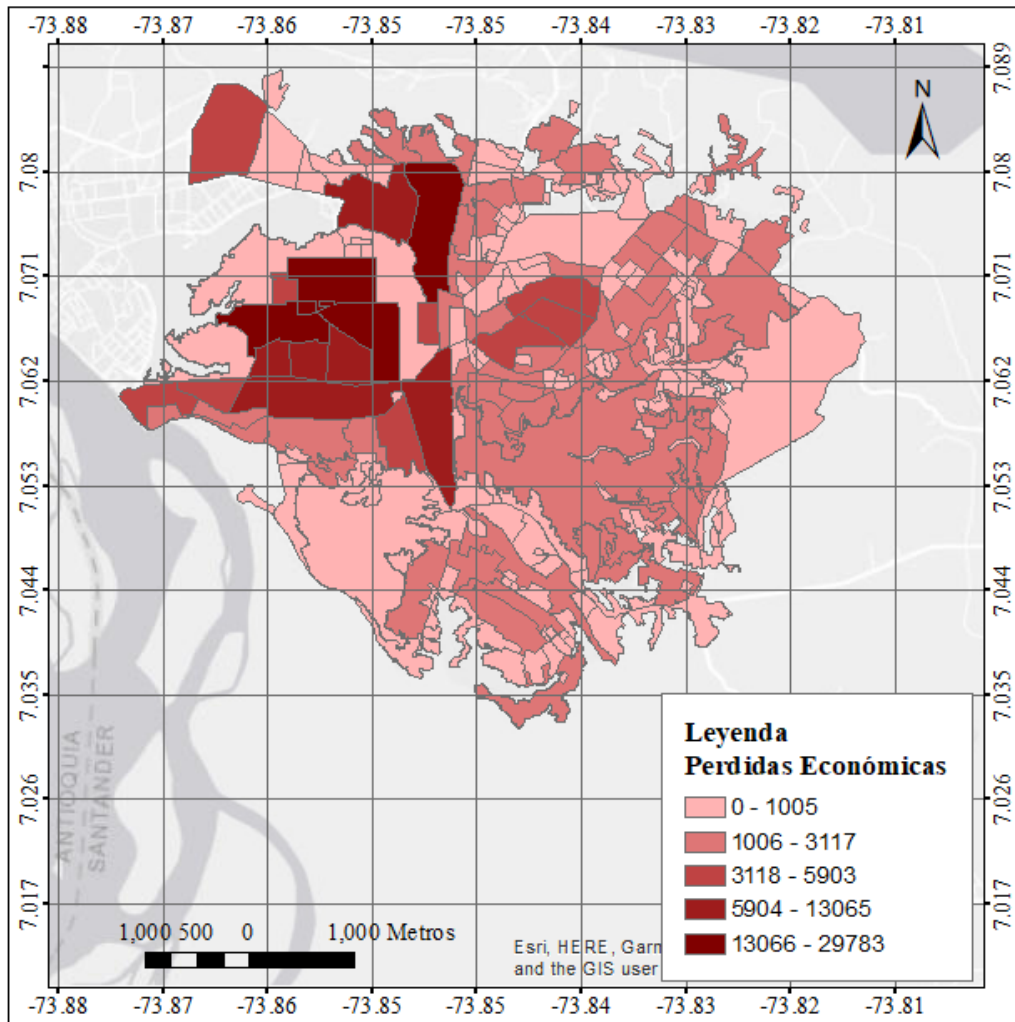 -73.88 -73.87 -73.86 -73.85 -73.85 -73.84 -73.83 -73.82 -73.81
7.089
7.08 7.08
7.071 7.071
7.062 7.062
7.053 7.053
7.044 7.044
7.035 7.035
7.026 7.026
7.017 7.017
N
ANTIOQUIA
SANTANDER
Leyenda
Perdidas Económicas
0 - 1005
1006 - 3117
3118 - 5903
5904 - 13065
13066 - 29783
1,000 500 0 1,000 Metros
Esri, HERE, Garm
and the GIS user
-73.88 -73.87 -73.86 -73.85 -73.85 -73.84 -73.83 -73.82 -73.81